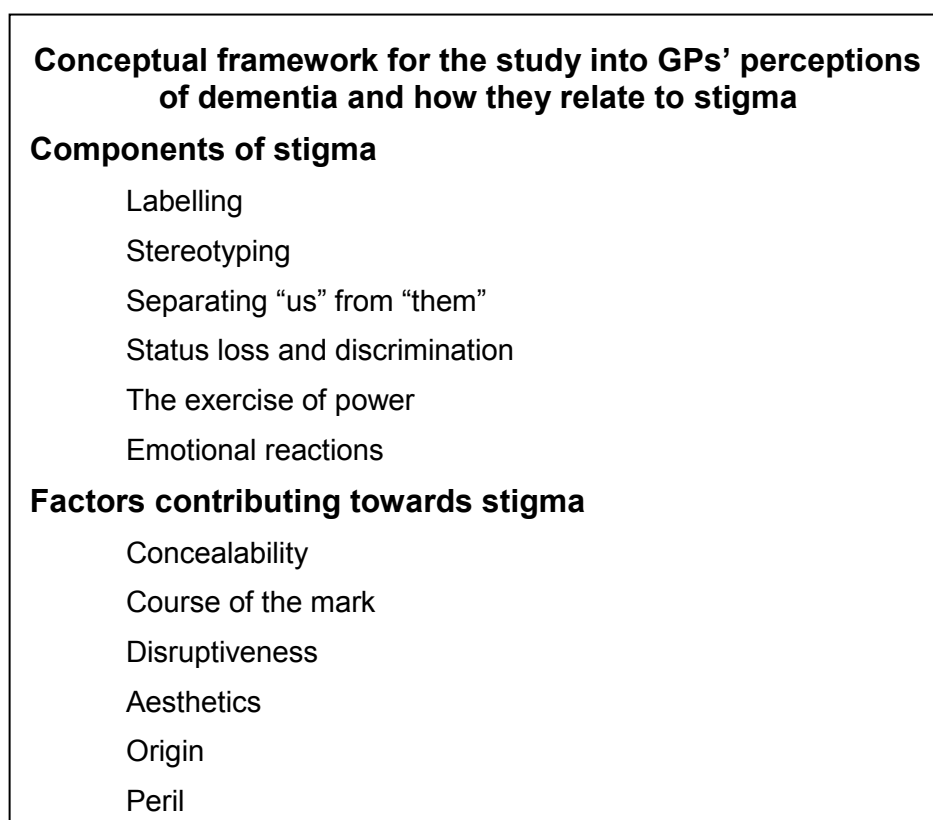 Conceptual framework for the study into GPs’ perceptions
of dementia and how they relate to stigma
Components of stigma
Labelling
Stereotyping
Separating “us” from “them”
Status loss and discrimination
The exercise of power
Emotional reactions
Factors contributing towards stigma
Concealability
Course of the mark
Disruptiveness
Aesthetics
Origin
Peril